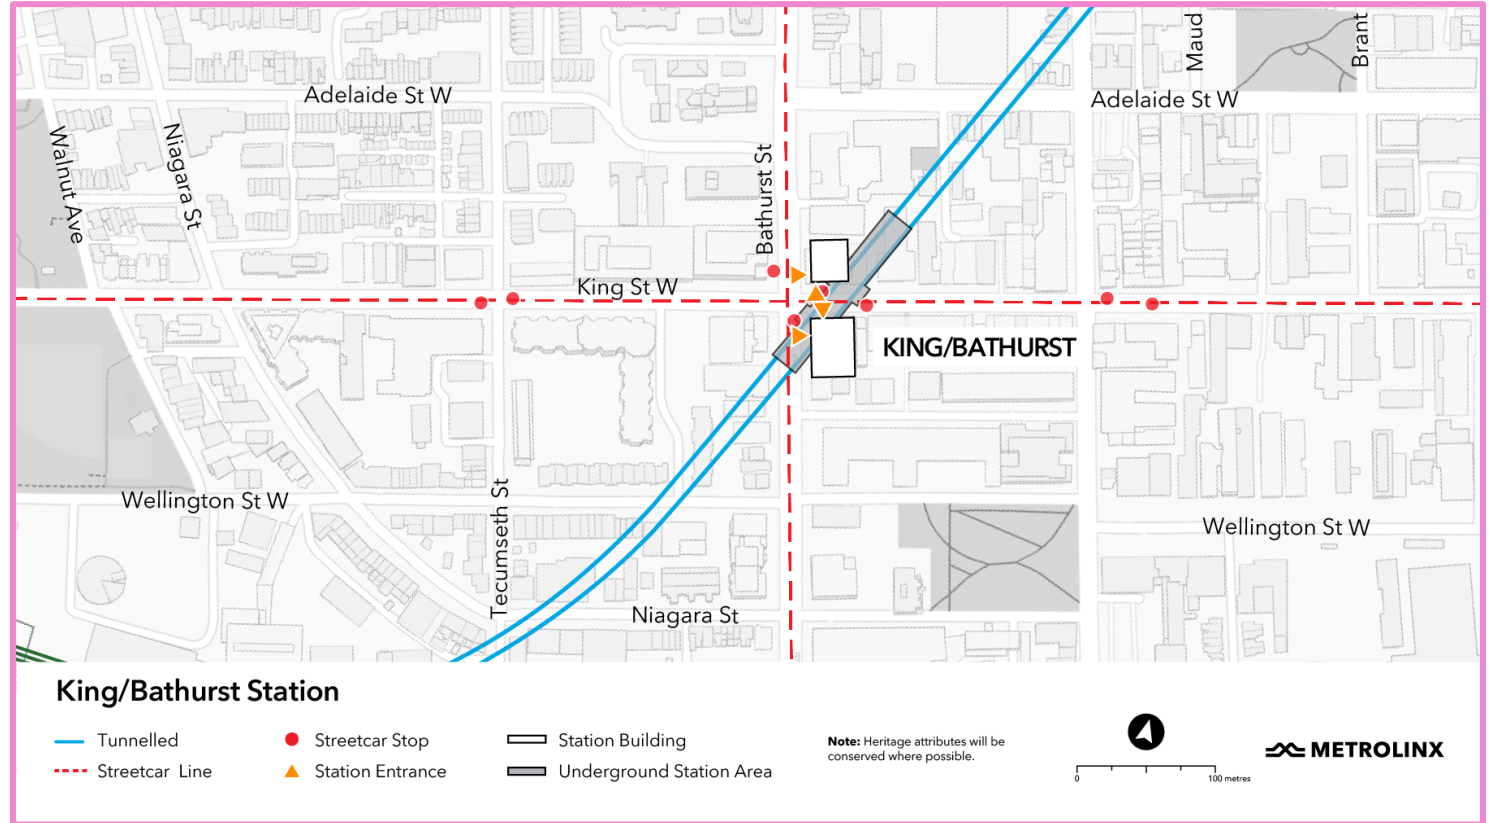 Maud
Brant
Adelaide St W
Adelaide St W
Walnut Ave
Niagara St
Bathurst St
King St W
KING/BATHURST
Tecumseth St
Wellington St W
Wellington St W
Niagara St
King/Bathurst Station
Tunnelled
Streetcar Stop
Station Building
Streetcar Line
Station Entrance
Underground Station Area
Note: Heritage attributes will be
conserved where possible.
0
100 metres
METROLINX